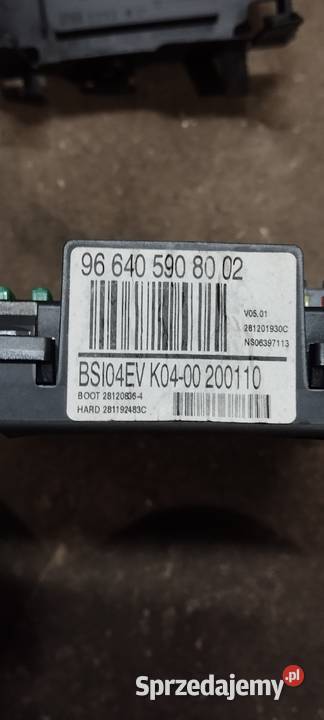 96 640 590 80 02
V05.01
281201930C
NS06397113
BSI04EV K04-00 200110
BOOT 28120806-4
HARD 281192483C
Sprzedajemy.pl